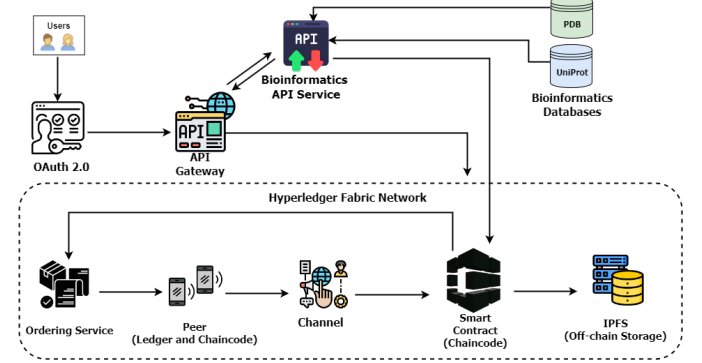 Users
OAuth 2.0
API
API
Gateway
API
Bioinformatics
API Service
PDB
UniProt
Bioinformatics
Databases
Hyperledger Fabric Network
Ordering Service
Peer
(Ledger and Chaincode)
Channel
Smart
Contract
(Chaincode)
IPFS
(Off-chain Storage)